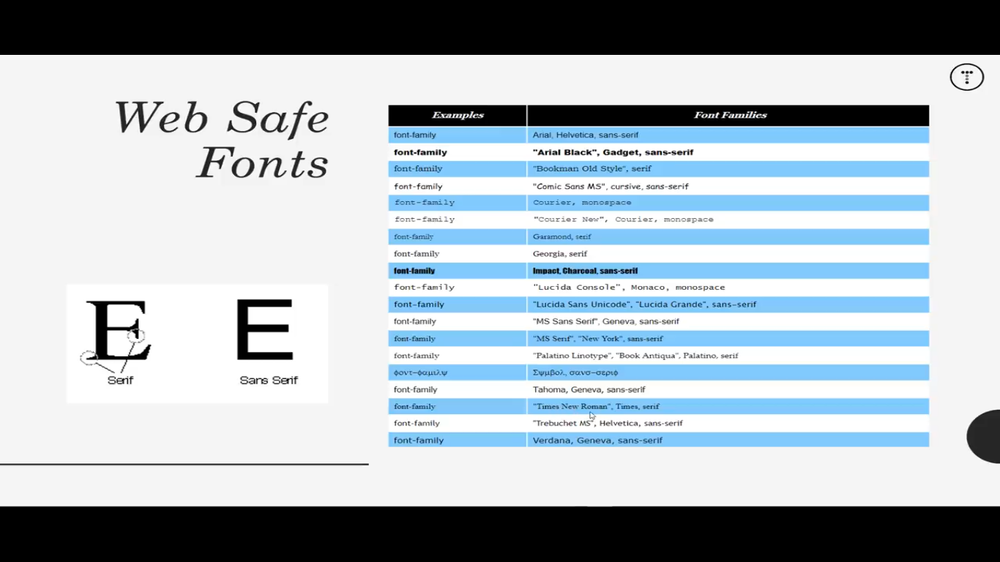 Web Safe
Fonts
Serif
Sans Serif
Examples Font Families
font-family Arial, Helvetica, sans-serif
font-family "Arial Black", Gadget, sans-serif
font-family "Bookman Old Style", serif
font-family "Comic Sans MS", cursive, sans-serif
font-family Courier, monospace
font-family "Courier New", Courier, monospace
font-family Garamond, serif
font-family Georgia, serif
font-family Impact, Charcoal, sans-serif
font-family "Lucida Console", Monaco, monospace
font-family "Lucida Sans Unicode", "Lucida Grande", sans-serif
font-family "MS Sans Serif", Geneva, sans-serif
font-family "MS Serif", "New York", sans-serif
font-family "Palatino Linotype", "Book Antiqua", Palatino, serif
φοντ−φαμιλψ Σψμβολ, σανσ−σεριφ
font-family Tahoma, Geneva, sans-serif
font-family "Times New Roman", Times, serif
font-family "Trebuchet MS", Helvetica, sans-serif
font-family Verdana, Geneva, sans-serif